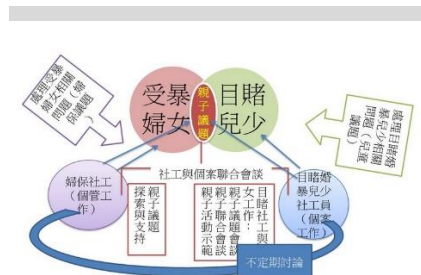 受暴
婦女
親子議題
目睹
兒少
處理受暴
婦女相關
問題（婦
保議題）
處理目睹婚
暴兒少相關
問題（兒童
議題）
社工與個案聯合會談
婦保社工
（個管工
作）
親子議題
探索與支持
目睹社工與婦
女工作：
親子議題會談
親子聯合會談
親子活動示範
目睹婚
暴兒少
社工員
（個案
工作）
不定期討論